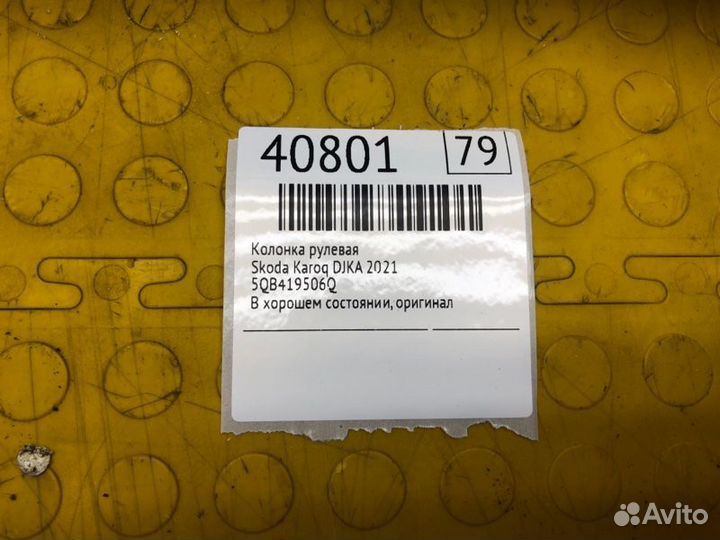 40801 79
Колонка рулевая
Skoda Karoq DJKA 2021
5QB419506Q
В хорошем состоянии, оригинал
Avito